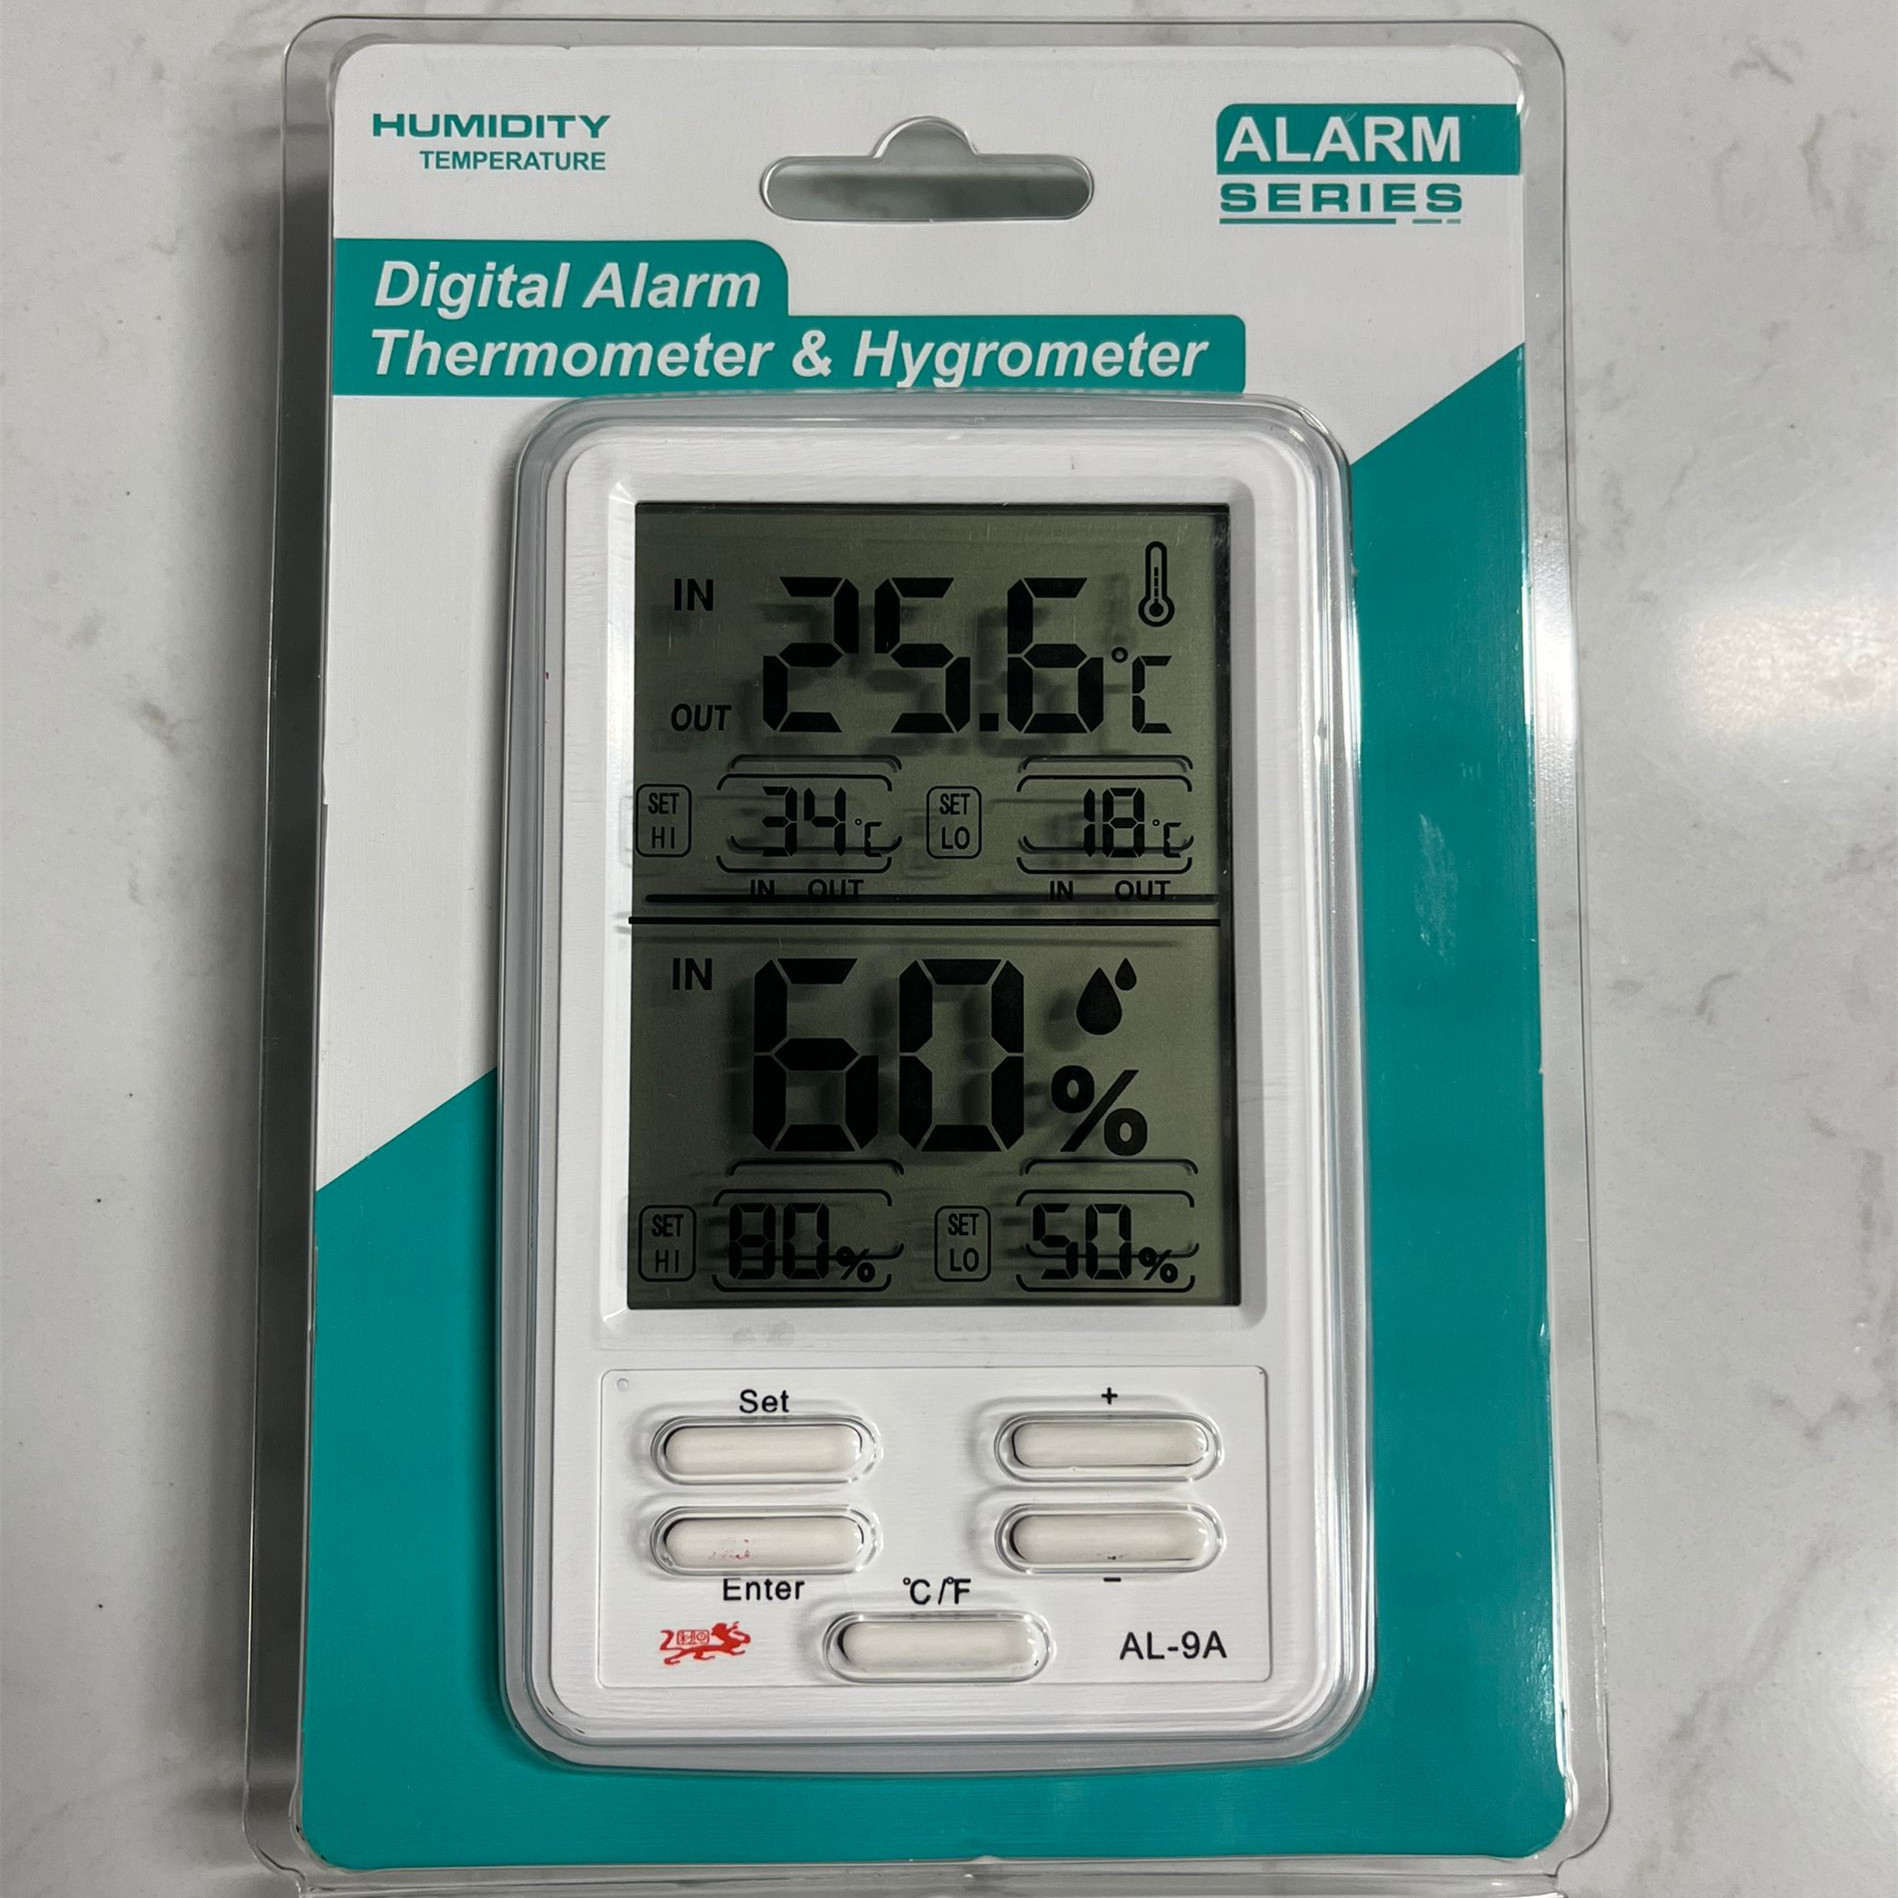 HUMIDITY
TEMPERATURE
ALARM
SERIES
Digital Alarm
Thermometer & Hygrometer
IN
25.6°C
OUT
SET HI 34°C SET LO 18°C
IN OUT IN OUT
IN
60%
SET HI 80% SET LO 50%
Set +
Enter °C/°F −
AL-9A